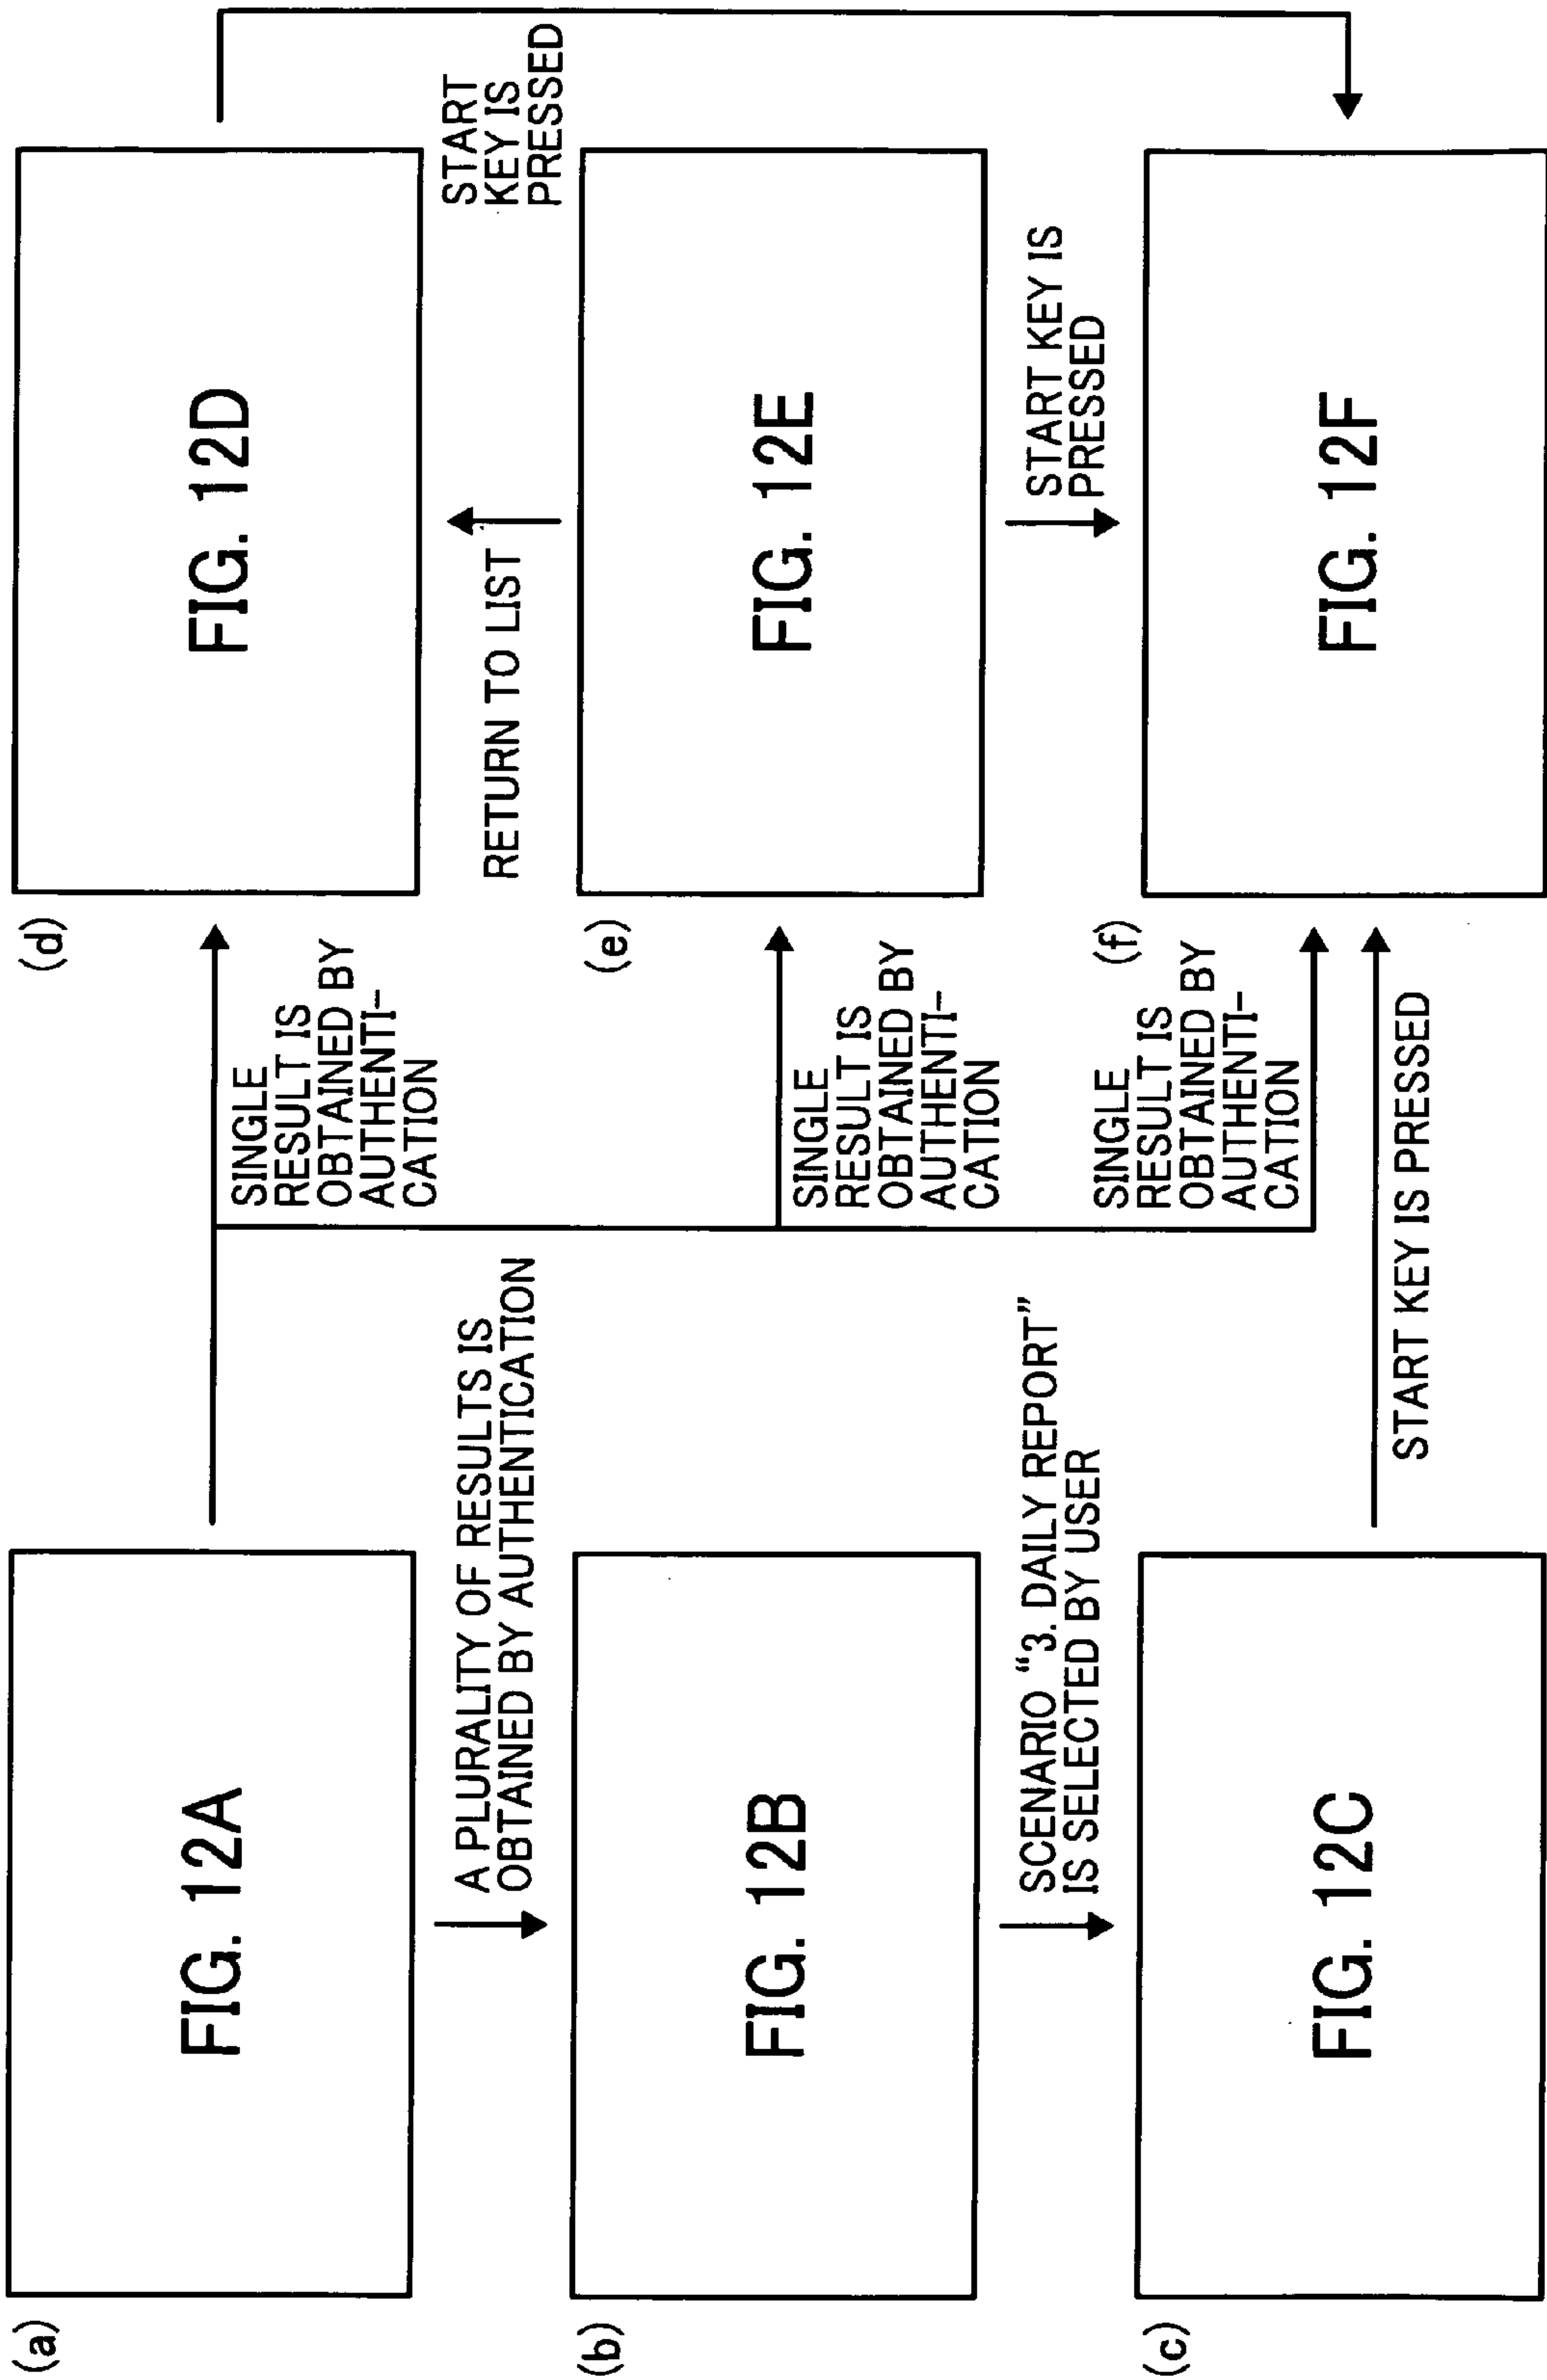 (a)
FIG. 12A
A PLURALITY OF RESULTS IS
OBTAINED BY AUTHENTICATION
(b)
FIG. 12B
SCENARIO “3. DAILY REPORT”
IS SELECTED BY USER
(c)
FIG. 12C
SINGLE
RESULT IS
OBTAINED BY
AUTHENTI-
CATION
SINGLE
RESULT IS
OBTAINED BY
AUTHENTI-
CATION
SINGLE
RESULT IS
OBTAINED BY
AUTHENTI-
CATION
START KEY IS PRESSED
(d)
FIG. 12D
RETURN TO LIST
START
KEY IS
PRESSED
(e)
FIG. 12E
START KEY IS
PRESSED
(f)
FIG. 12F